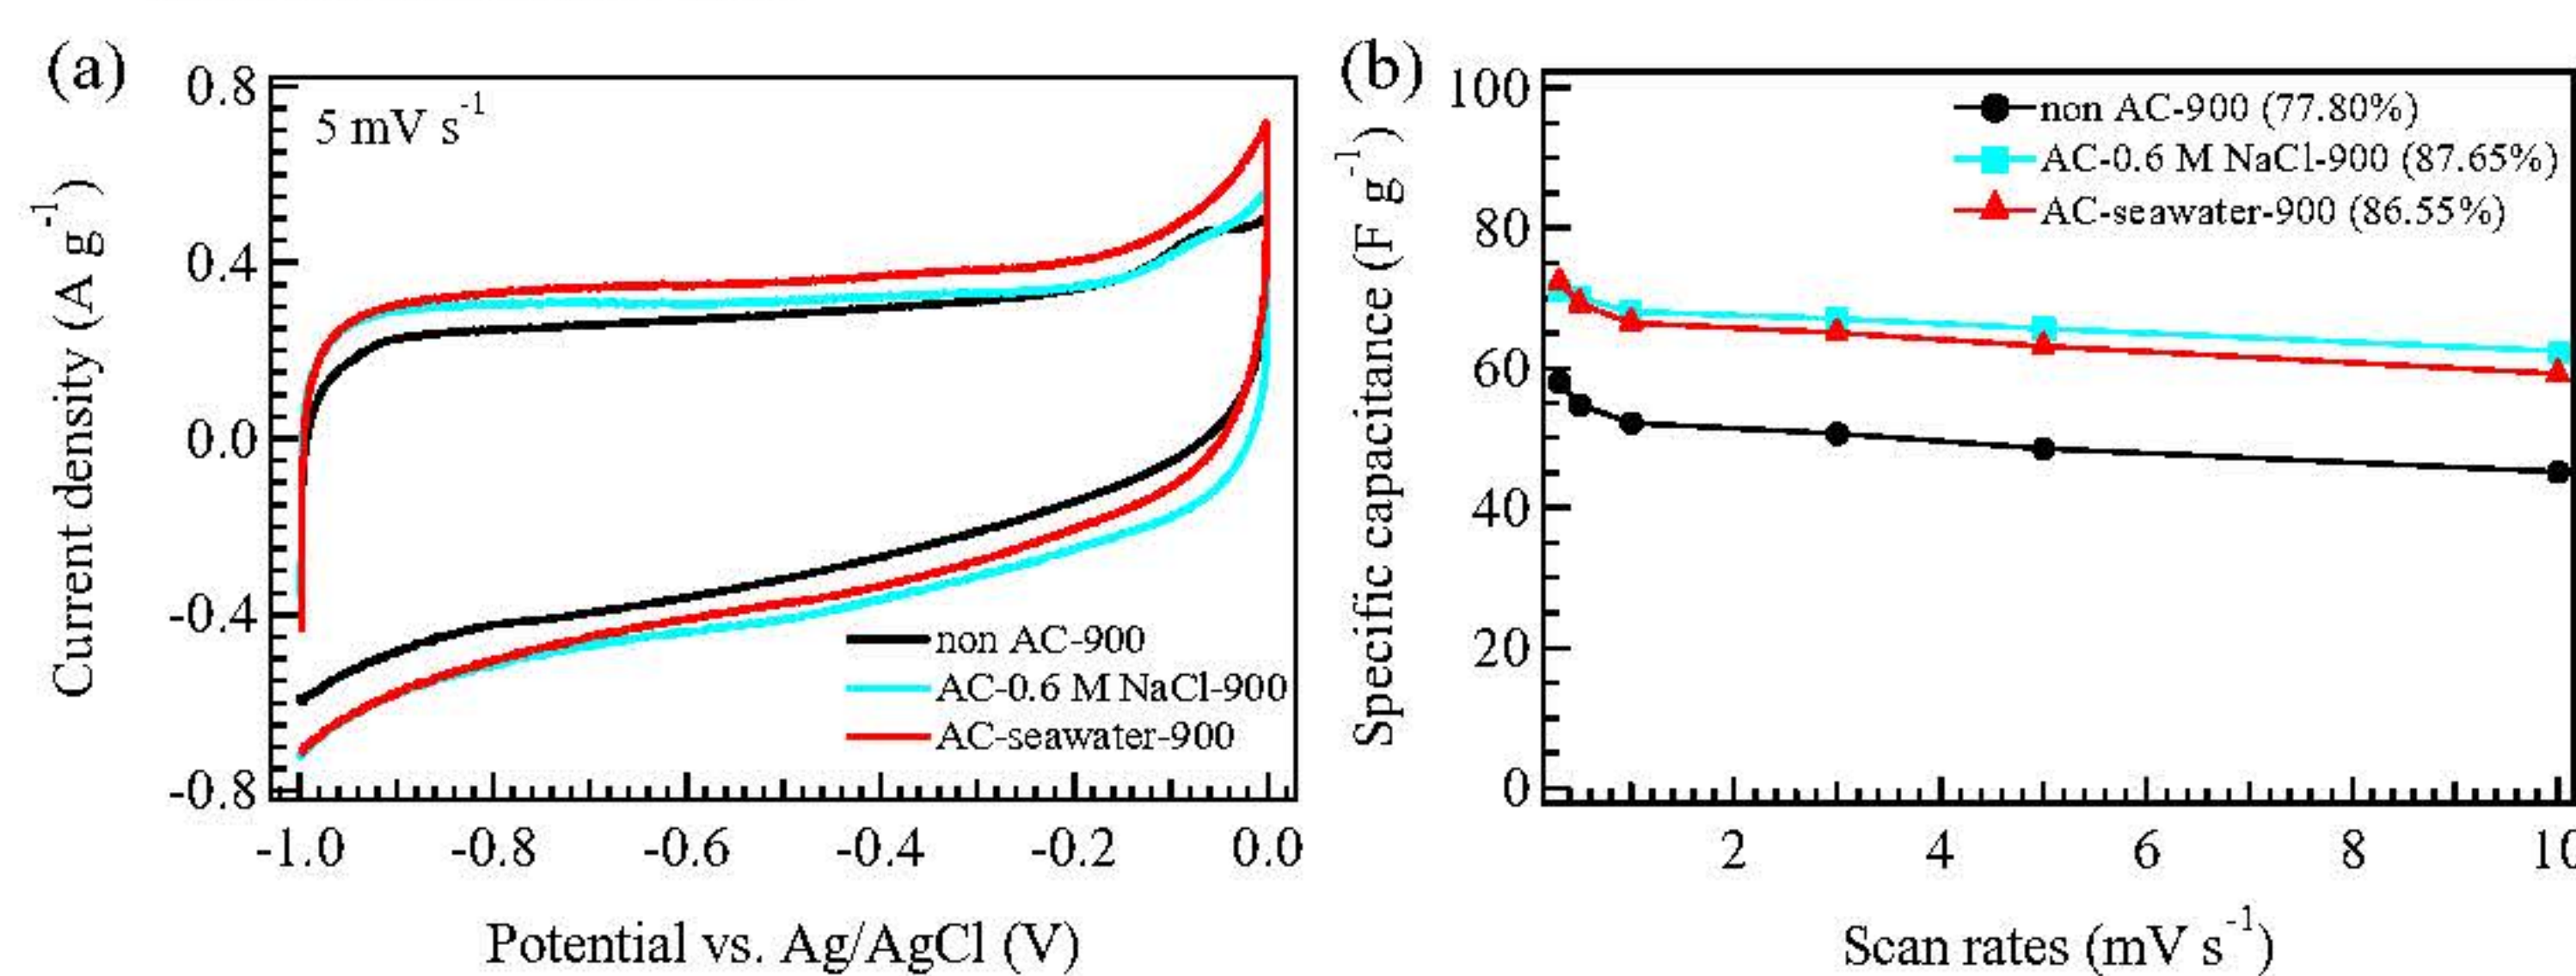 (a)
Current density (A g-1)
0.8
0.4
0.0
-0.4
-0.8
5 mV s-1
non AC-900
AC-0.6 M NaCl-900
AC-seawater-900
-1.0 -0.8 -0.6 -0.4 -0.2 0.0
Potential vs. Ag/AgCl (V)
(b)
Specific capacitance (F g-1)
100
80
60
40
20
0
non AC-900 (77.80%)
AC-0.6 M NaCl-900 (87.65%)
AC-seawater-900 (86.55%)
2 4 6 8 10
Scan rates (mV s-1)